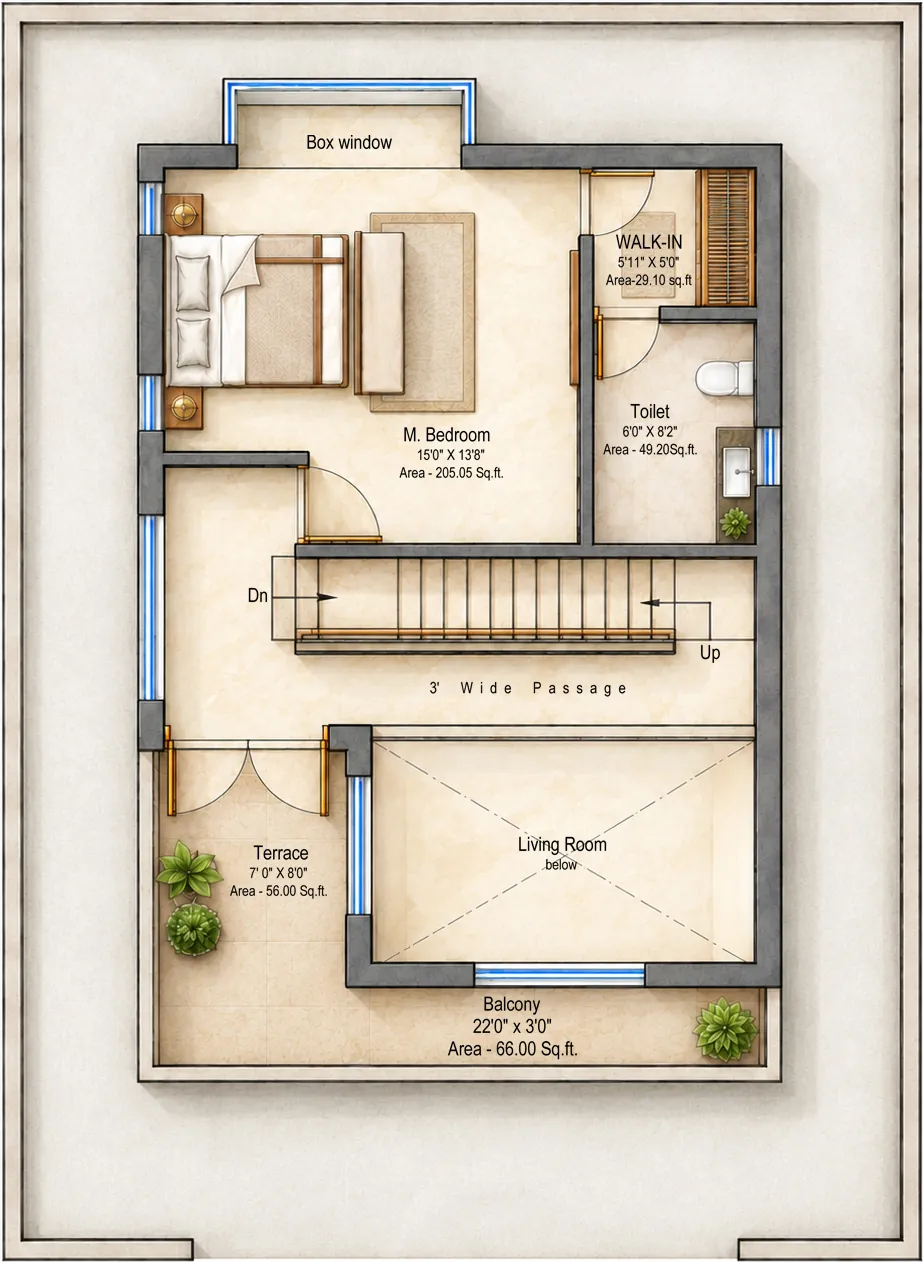 Box window
WALK-IN
5'11" X 5'0"
Area-29.10 sq.ft
Toilet
6'0" X 8'2"
Area - 49.20Sq.ft.
M. Bedroom
15'0" X 13'8"
Area - 205.05 Sq.ft.
Dn
Up
3' Wide Passage
Living Room
below
Terrace
7' 0" X 8'0"
Area - 56.00 Sq.ft.
Balcony
22'0" x 3'0"
Area - 66.00 Sq.ft.